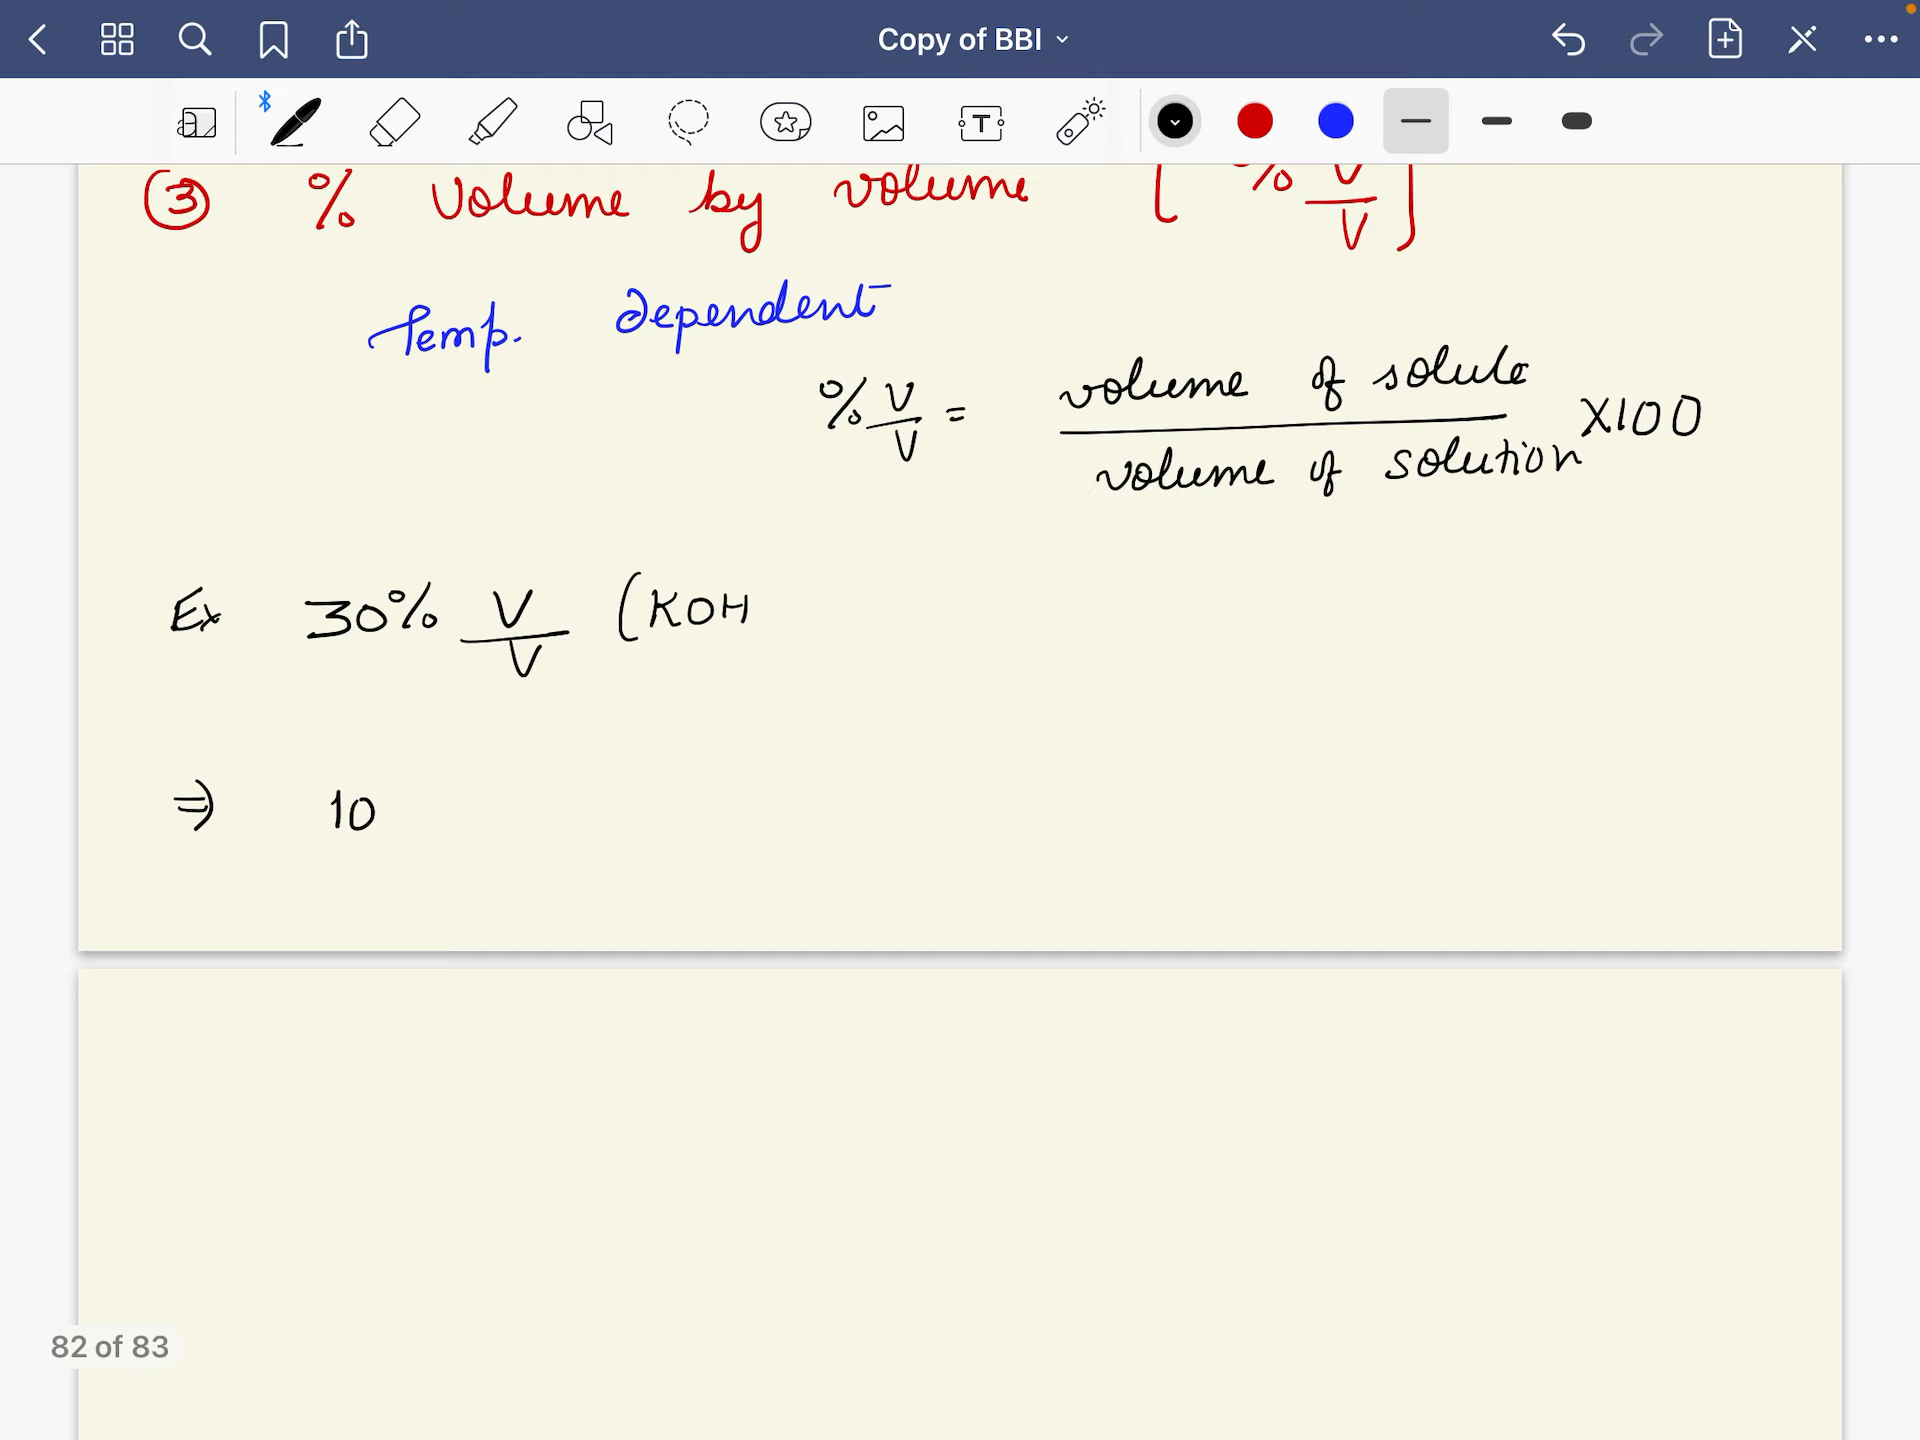 Copy of BBI
③ % Volume by volume [ % V/V ]
Temp. dependent
% V/V = volume of solute / volume of solution X100
Ex 30% V/V (KOH
⇒ 10
82 of 83